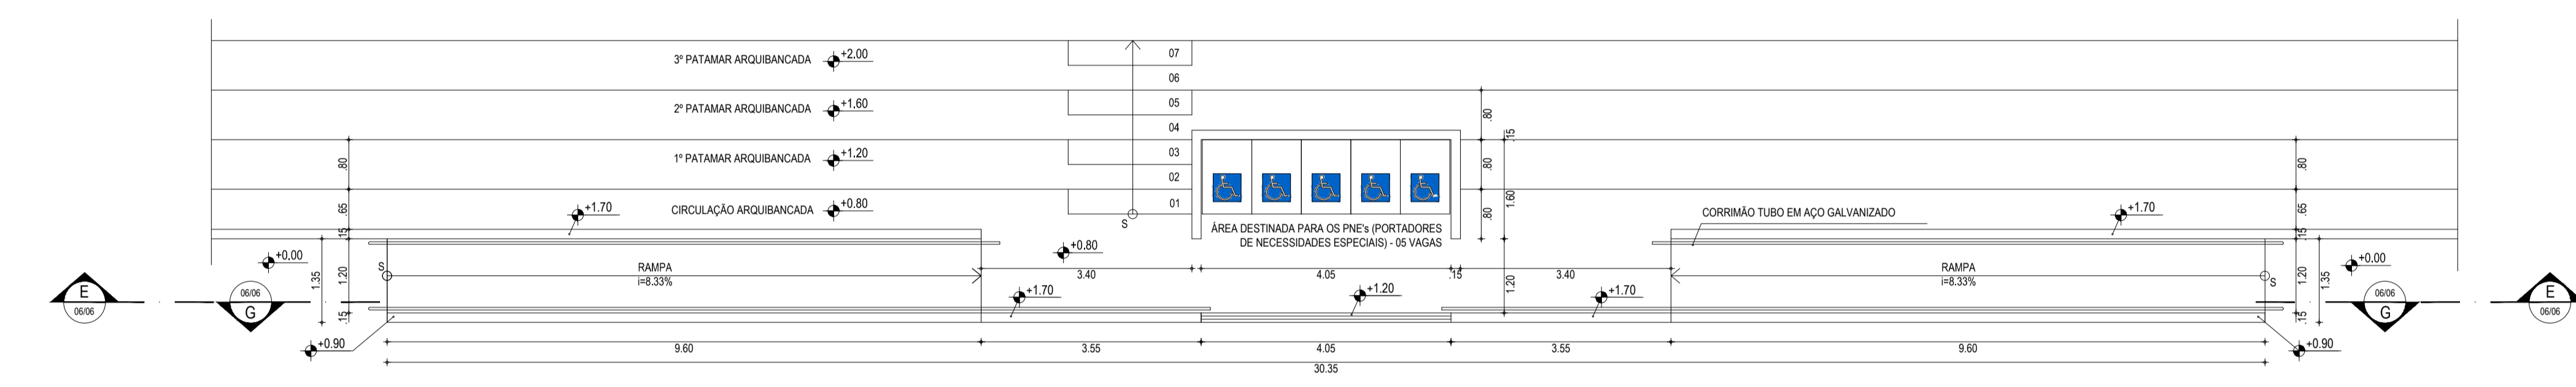 3º PATAMAR ARQUIBANCADA
+2.00
07
06
2º PATAMAR ARQUIBANCADA
+1.60
05
.80
04
.15
1º PATAMAR ARQUIBANCADA
+1.20
03
.80
.80
.80
02
1.60
CIRCULAÇÃO ARQUIBANCADA
+0.80
01
.80
.65
.65
+1.70
+1.70
S
CORRIMÃO TUBO EM AÇO GALVANIZADO
ÁREA DESTINADA PARA OS PNE's (PORTADORES
DE NECESSIDADES ESPECIAIS) - 05 VAGAS
.15
.15
+0.80
+0.00
+0.00
S
RAMPA
i=8.33%
1.35
1.20
3.40
4.05
.15
3.40
1.20
RAMPA
i=8.33%
S
1.20
1.35
E
06/06
06/06
G
+1.70
+1.20
+1.70
06/06
G
E
06/06
.15
.15
+0.90
+0.90
9.60
3.55
4.05
3.55
9.60
30.35